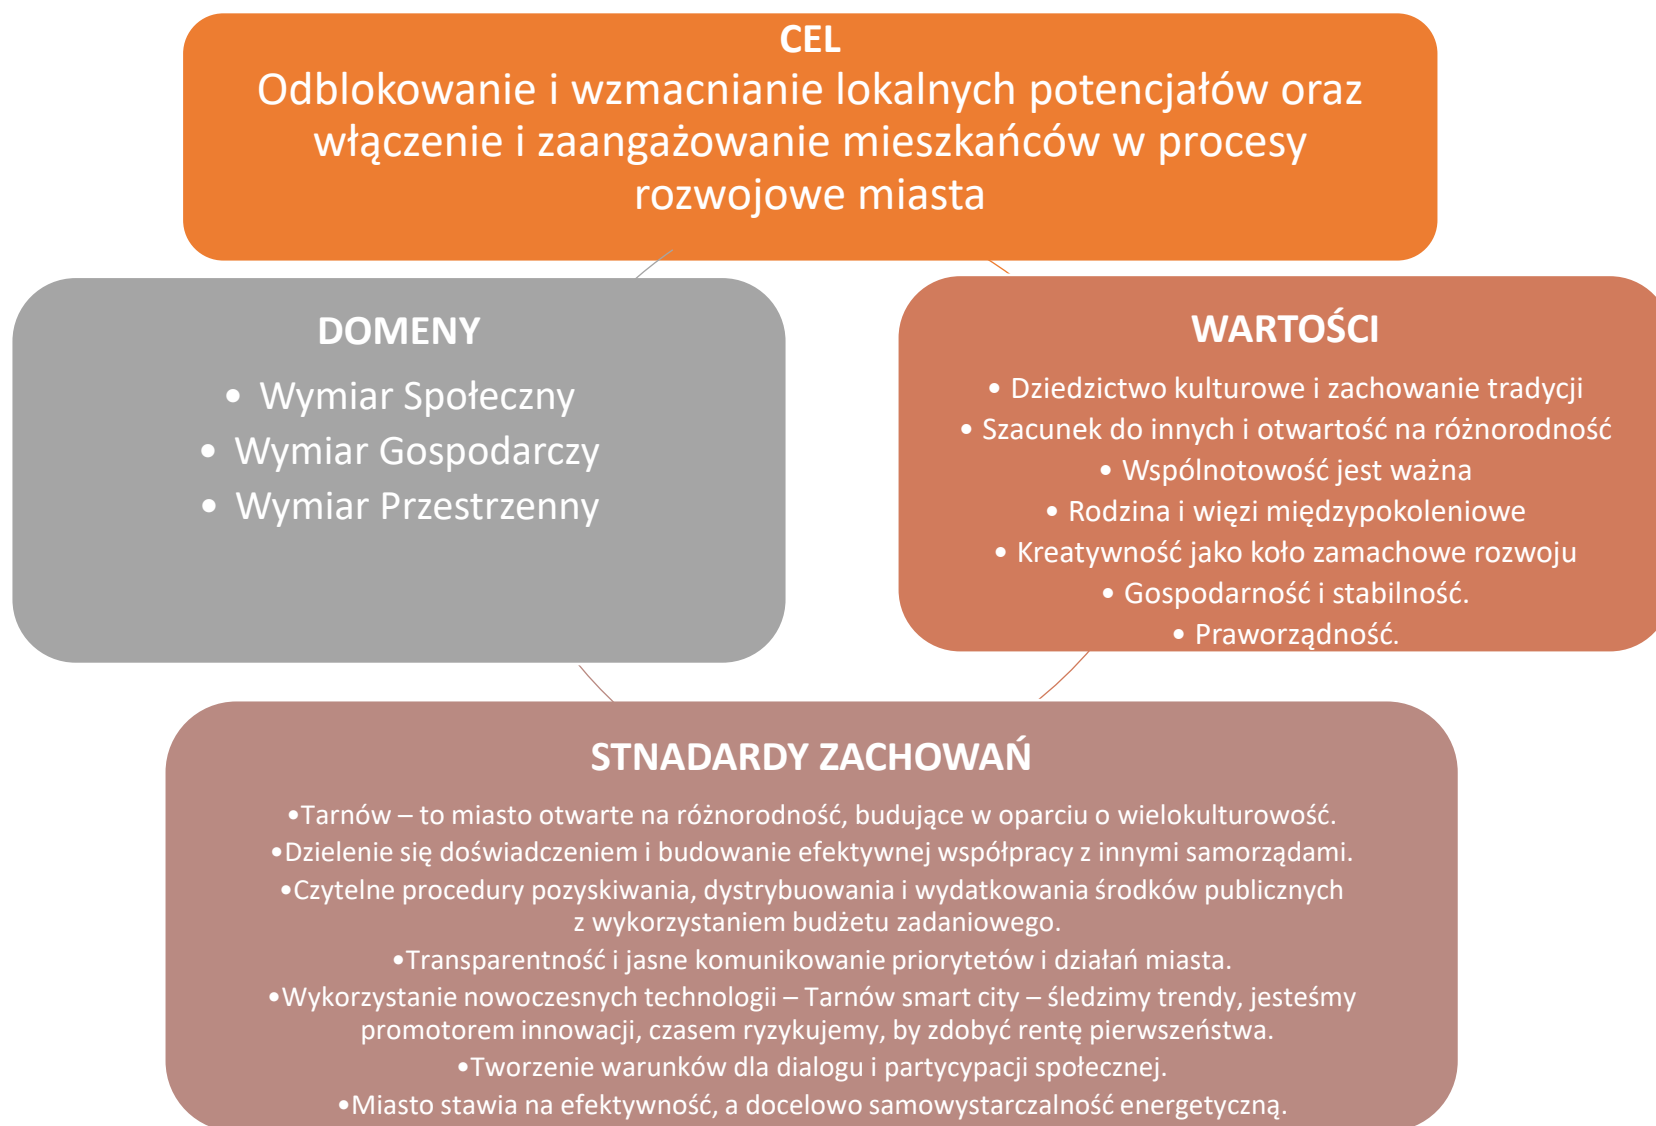 CEL
Odblokowanie i wzmacnianie lokalnych potencjałów oraz
włączenie i zaangażowanie mieszkańców w procesy
rozwojowe miasta
DOMENY
• Wymiar Społeczny
• Wymiar Gospodarczy
• Wymiar Przestrzenny
WARTOŚCI
• Dziedzictwo kulturowe i zachowanie tradycji
• Szacunek do innych i otwartość na różnorodność
• Wspólnotowość jest ważna
• Rodzina i więzi międzypokoleniowe
• Kreatywność jako koło zamachowe rozwoju
• Gospodarność i stabilność.
• Praworządność.
STNADARDY ZACHOWAŃ
•Tarnów – to miasto otwarte na różnorodność, budujące w oparciu o wielokulturowość.
•Dzielenie się doświadczeniem i budowanie efektywnej współpracy z innymi samorządami.
•Czytelne procedury pozyskiwania, dystrybuowania i wydatkowania środków publicznych
z wykorzystaniem budżetu zadaniowego.
•Transparentność i jasne komunikowanie priorytetów i działań miasta.
•Wykorzystanie nowoczesnych technologii – Tarnów smart city – śledzimy trendy, jesteśmy
promotorem innowacji, czasem ryzykujemy, by zdobyć rentę pierwszeństwa.
•Tworzenie warunków dla dialogu i partycypacji społecznej.
•Miasto stawia na efektywność, a docelowo samowystarczalność energetyczną.